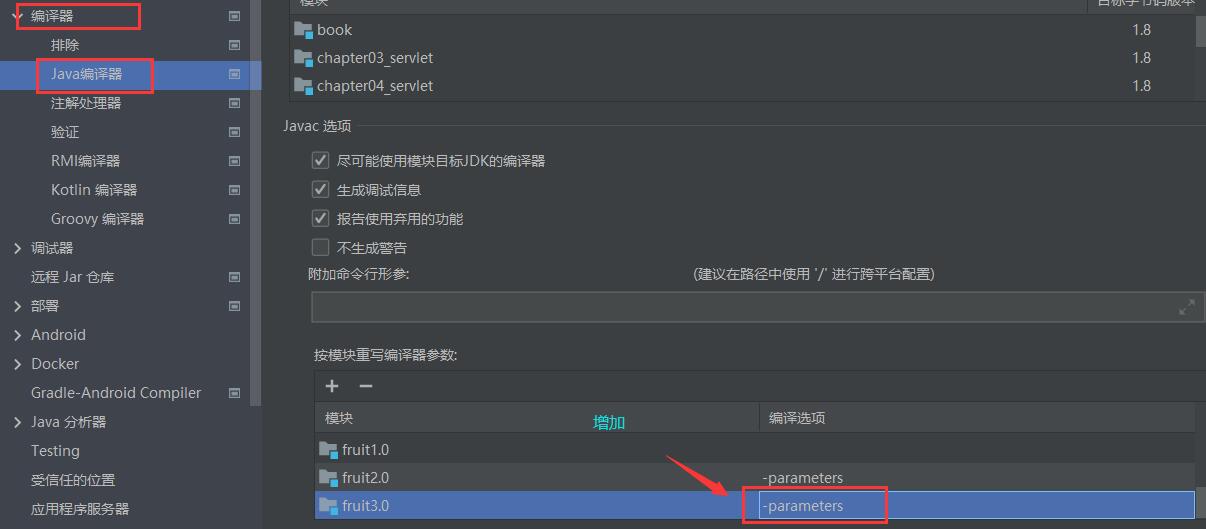 编译器
排除
Java编译器
注解处理器
验证
RMI编译器
Kotlin 编译器
Groovy 编译器
调试器
远程 Jar 仓库
部署
Android
Docker
Gradle-Android Compiler
Java 分析器
Testing
受信任的位置
应用程序服务器
模块 目标字节码版本
book 1.8
chapter03_servlet 1.8
chapter04_servlet 1.8
Javac 选项
尽可能使用模块目标JDK的编译器
生成调试信息
报告使用弃用的功能
不生成警告
附加命令行形参: (建议在路径中使用 '/' 进行跨平台配置)
按模块重写编译器参数:
模块 增加 编译选项
fruit1.0
fruit2.0 -parameters
fruit3.0 -parameters